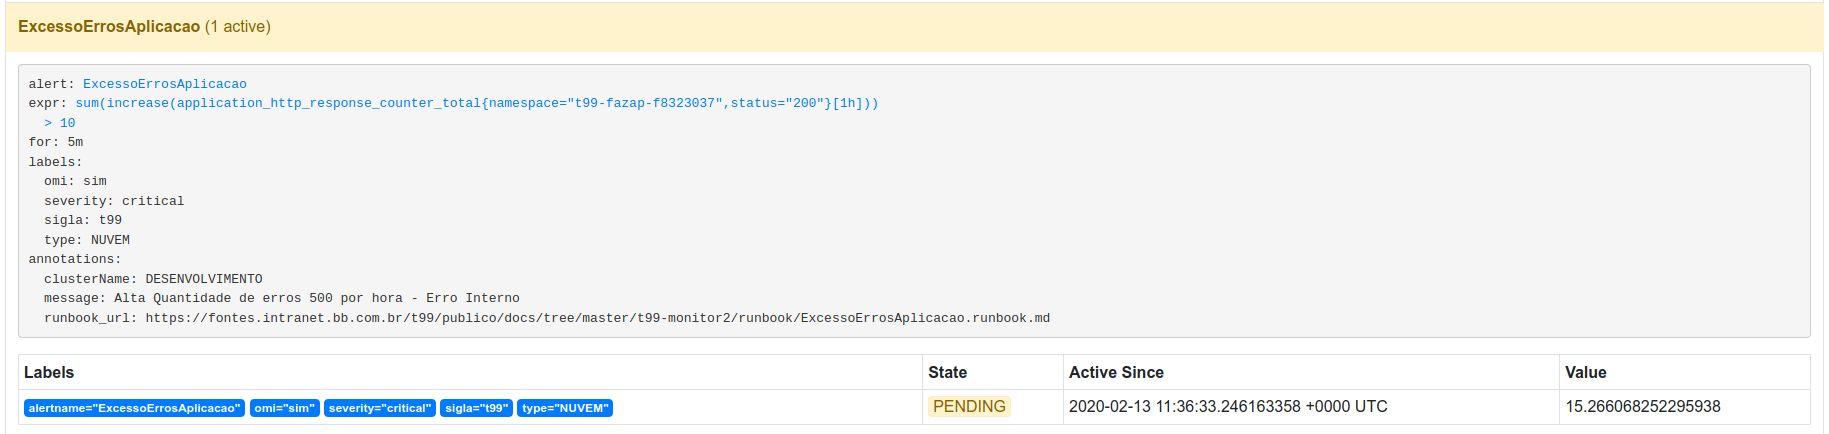 ExcessoErrosAplicacao (1 active)
alert: ExcessoErrosAplicacao
expr: sum(increase(application_http_response_counter_total{namespace="t99-fazap-f8323037",status="200"}[1h]))
  > 10
for: 5m
labels:
  omi: sim
  severity: critical
  sigla: t99
  type: NUVEM
annotations:
  clusterName: DESENVOLVIMENTO
  message: Alta Quantidade de erros 500 por hora - Erro Interno
  runbook_url: https://fontes.intranet.bb.com.br/t99/publico/docs/tree/master/t99-monitor2/runbook/ExcessoErrosAplicacao.runbook.md
Labels State Active Since Value
alertname="ExcessoErrosAplicacao" omi="sim" severity="critical" sigla="t99" type="NUVEM" PENDING 2020-02-13 11:36:33.246163358 +0000 UTC 15.266068252295938